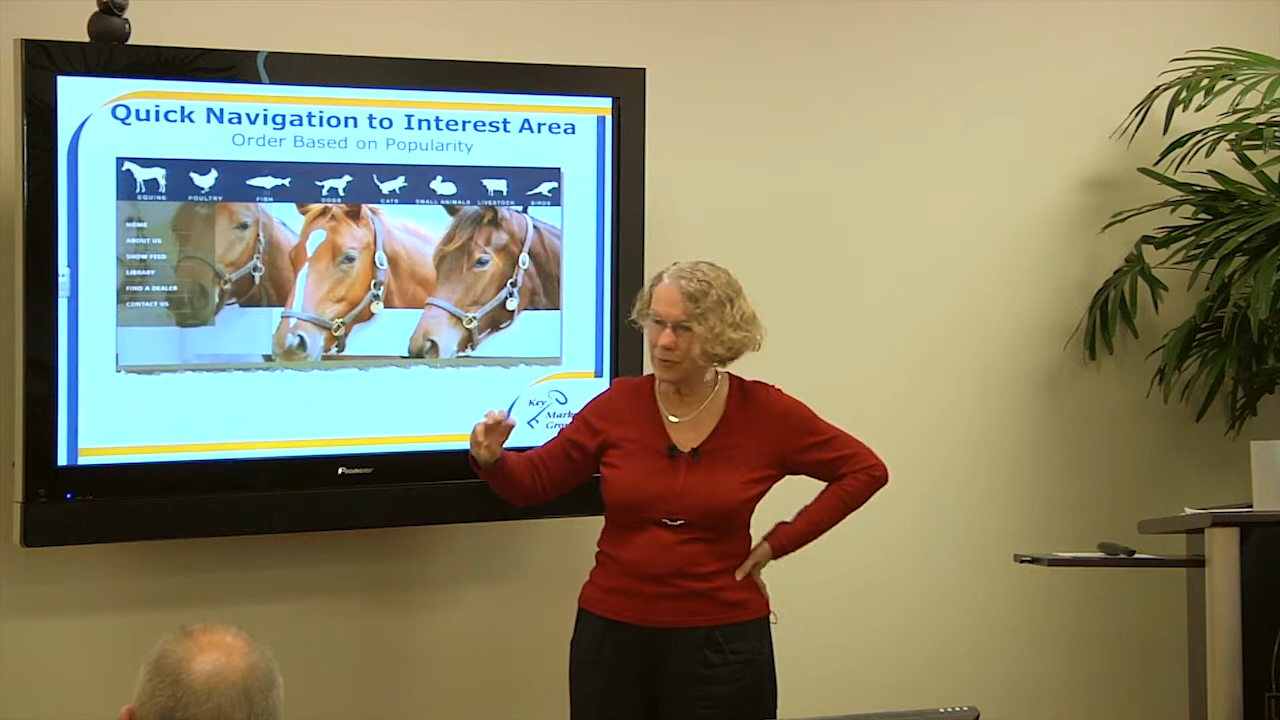 Quick Navigation to Interest Area
Order Based on Popularity
EQUINE POULTRY FISH DOGS CATS SMALL ANIMALS LIVESTOCK BIRDS
HOME
ABOUT US
SHOW FEED
LIBRARY
FIND A DEALER
CONTACT US
Key
Pioneer